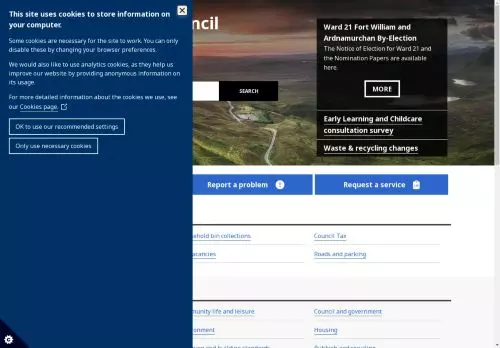 This site uses cookies to store information on
your computer.
Some cookies are necessary for the site to work. You can only
disable these by changing your browser preferences.
We would also like to use analytics cookies, as they help us
improve our website by providing anonymous information on
its usage.
For more detailed information about the cookies we use, see
our Cookies page.
OK to use our recommended settings
Only use necessary cookies
ncil
SEARCH
Ward 21 Fort William and
Ardnamurchan By-Election
The Notice of Election for Ward 21 and
the Nomination Papers are available
here.
MORE
Early Learning and Childcare
consultation survey
Waste & recycling changes
Report a problem
Request a service
sehold bin collections
Council Tax
acancies
Roads and parking
munity life and leisure
Council and government
ronment
Housing